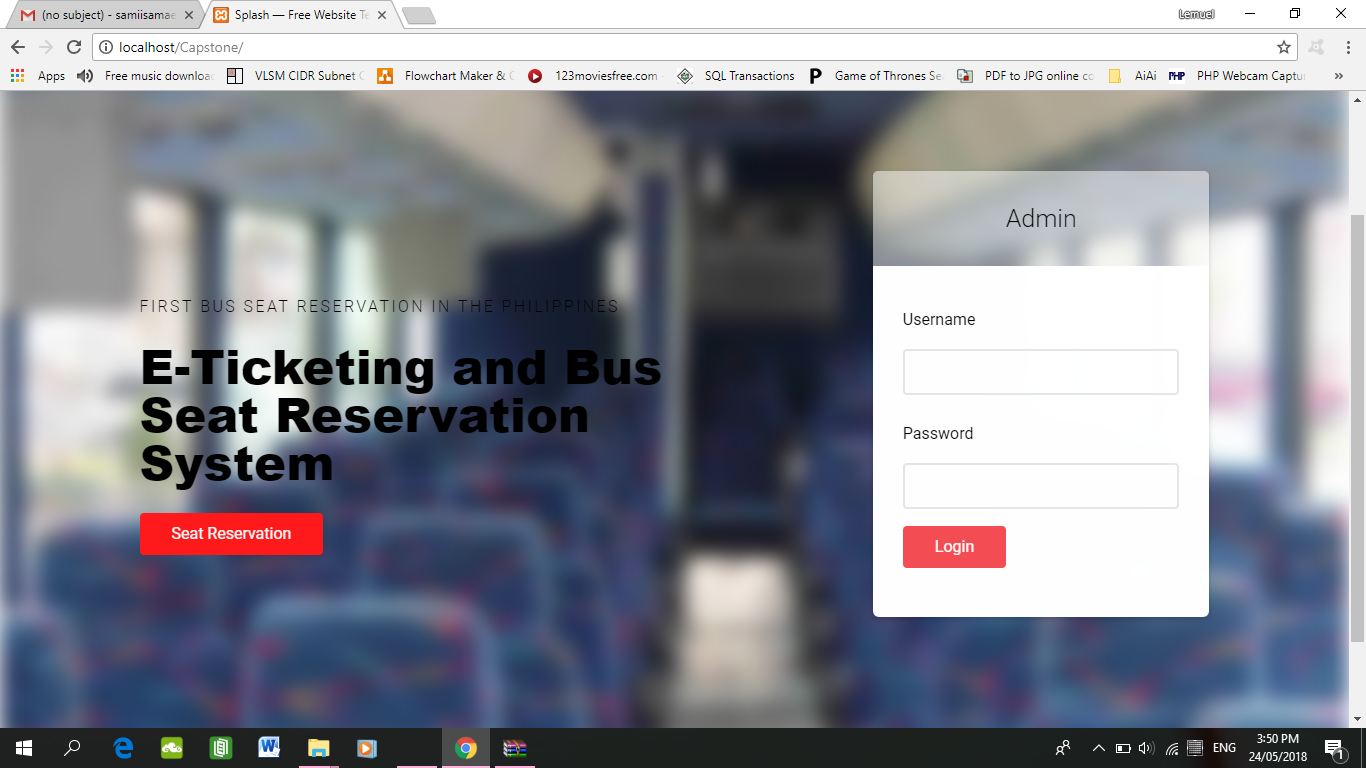 (no subject) - samiisamae
Splash — Free Website Te
Lemuel
localhost/Capstone/
Apps
Free music downloa
VLSM CIDR Subnet C
Flowchart Maker & O
123moviesfree.com -
SQL Transactions
Game of Thrones Se
PDF to JPG online co
AiAi
PHP
PHP Webcam Captur
»
Admin
FIRST BUS SEAT RESERVATION IN THE PHILIPPINES
Username
E-Ticketing and Bus
Seat Reservation
System
Password
Seat Reservation
Login
ENG
3:50 PM
24/05/2018
1